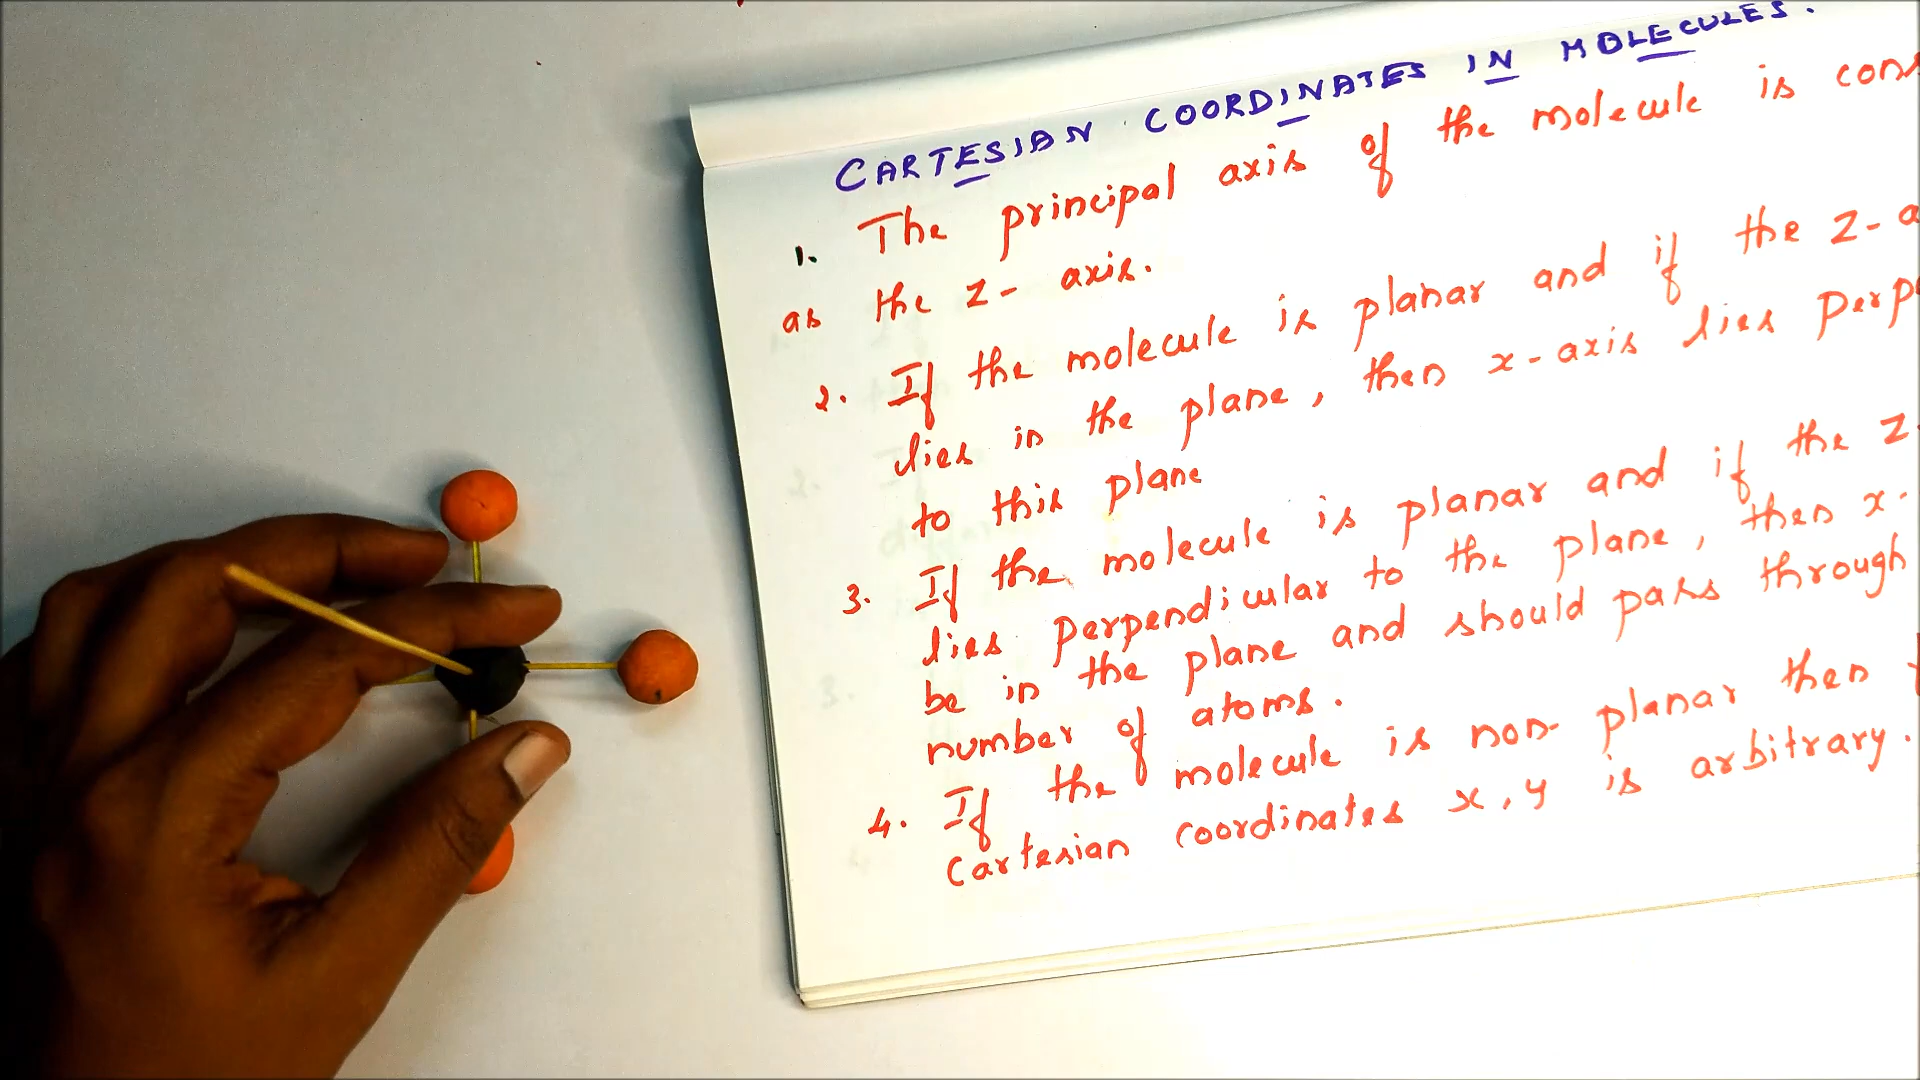 CARTESIAN COORDINATES IN MOLECULES.
1. The principal axis of the molecule is cons
as the z- axis.
2. If the molecule is planar and if the z-a
lies in the plane, then x-axis lies perpe
to this plane
3. If the molecule is planar and if the z
lies perpendicular to the plane, then x-
be in the plane and should pass through
number of atoms.
4. If the molecule is non-planar then
Cartesian coordinates x, y is arbitrary.